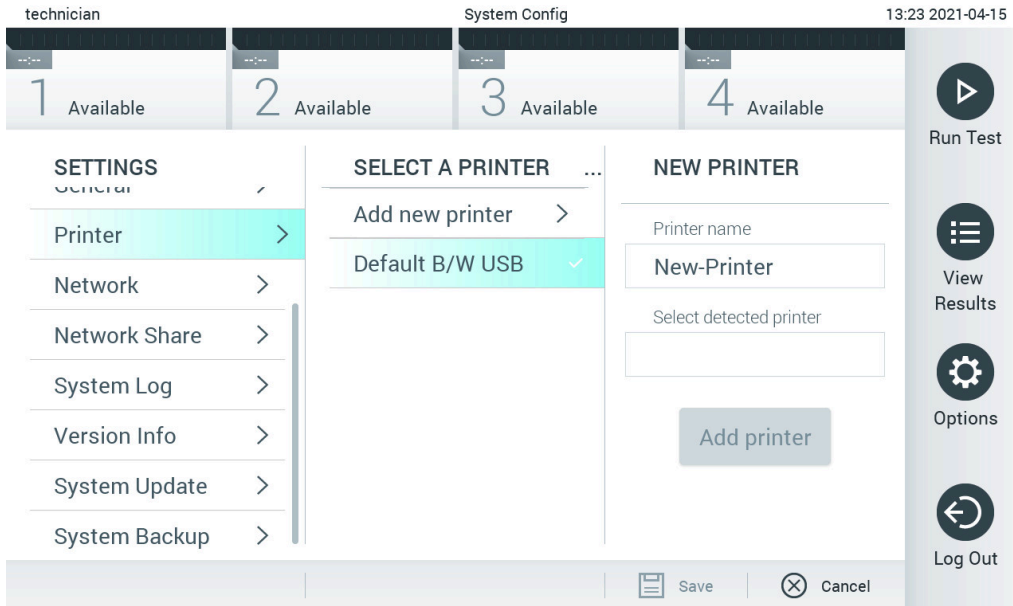 technician
System Config
13:23 2021-04-15
--:--
1 Available
--:--
2 Available
--:--
3 Available
--:--
4 Available
SETTINGS
General
Printer
Network
Network Share
System Log
Version Info
System Update
System Backup
SELECT A PRINTER ...
Add new printer
Default B/W USB
NEW PRINTER
Printer name
New-Printer
Select detected printer
Add printer
Save
Cancel
Run Test
View
Results
Options
Log Out